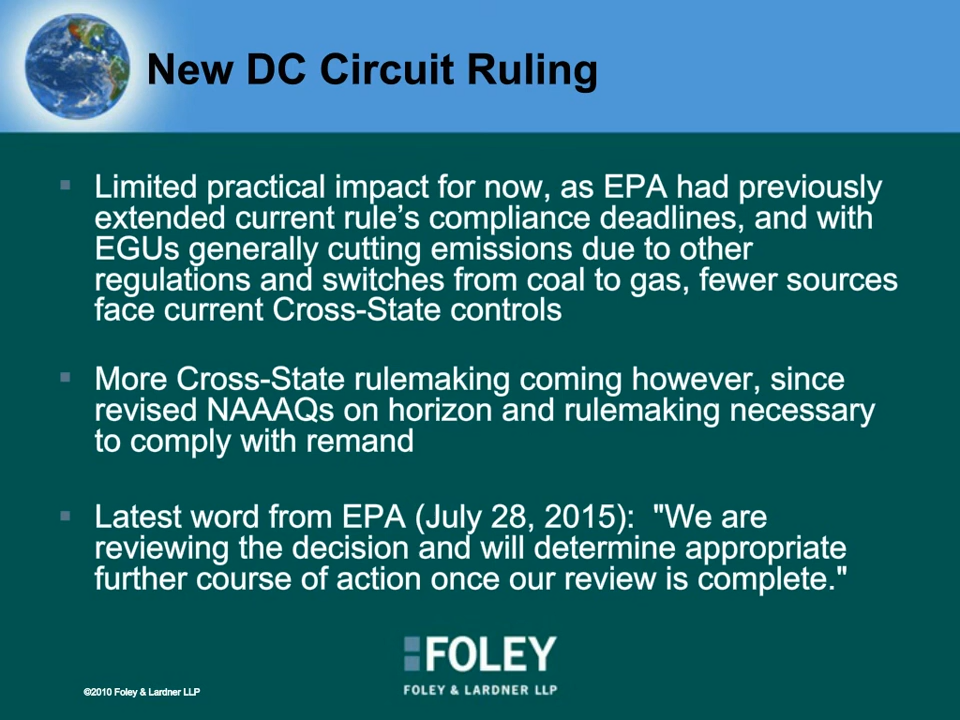 New DC Circuit Ruling
Limited practical impact for now, as EPA had previously
extended current rule’s compliance deadlines, and with
EGUs generally cutting emissions due to other
regulations and switches from coal to gas, fewer sources
face current Cross-State controls
More Cross-State rulemaking coming however, since
revised NAAAQs on horizon and rulemaking necessary
to comply with remand
Latest word from EPA (July 28, 2015):  "We are
reviewing the decision and will determine appropriate
further course of action once our review is complete."
FOLEY
FOLEY & LARDNER LLP
©2010 Foley & Lardner LLP